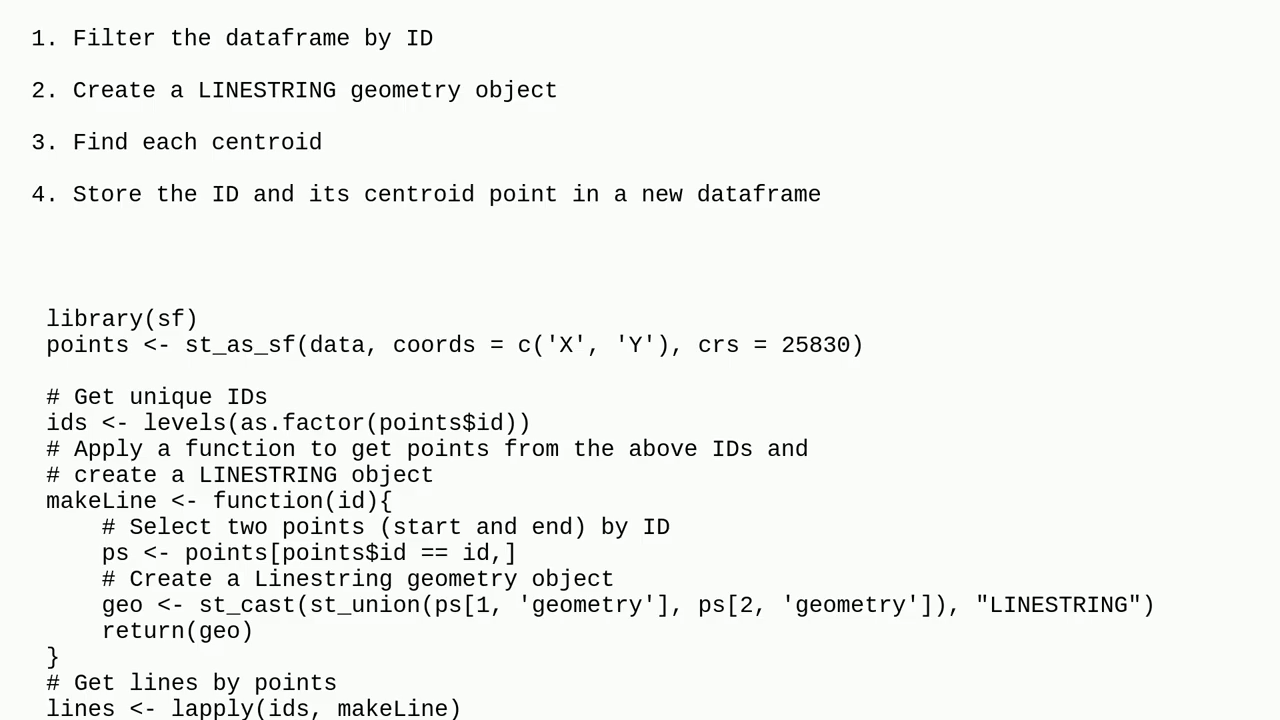 1. Filter the dataframe by ID
2. Create a LINESTRING geometry object
3. Find each centroid
4. Store the ID and its centroid point in a new dataframe
library(sf)
points <- st_as_sf(data, coords = c('X', 'Y'), crs = 25830)
# Get unique IDs
ids <- levels(as.factor(points$id))
# Apply a function to get points from the above IDs and
# create a LINESTRING object
makeLine <- function(id){
    # Select two points (start and end) by ID
    ps <- points[points$id == id,]
    # Create a Linestring geometry object
    geo <- st_cast(st_union(ps[1, 'geometry'], ps[2, 'geometry']), "LINESTRING")
    return(geo)
}
# Get lines by points
lines <- lapply(ids, makeLine)